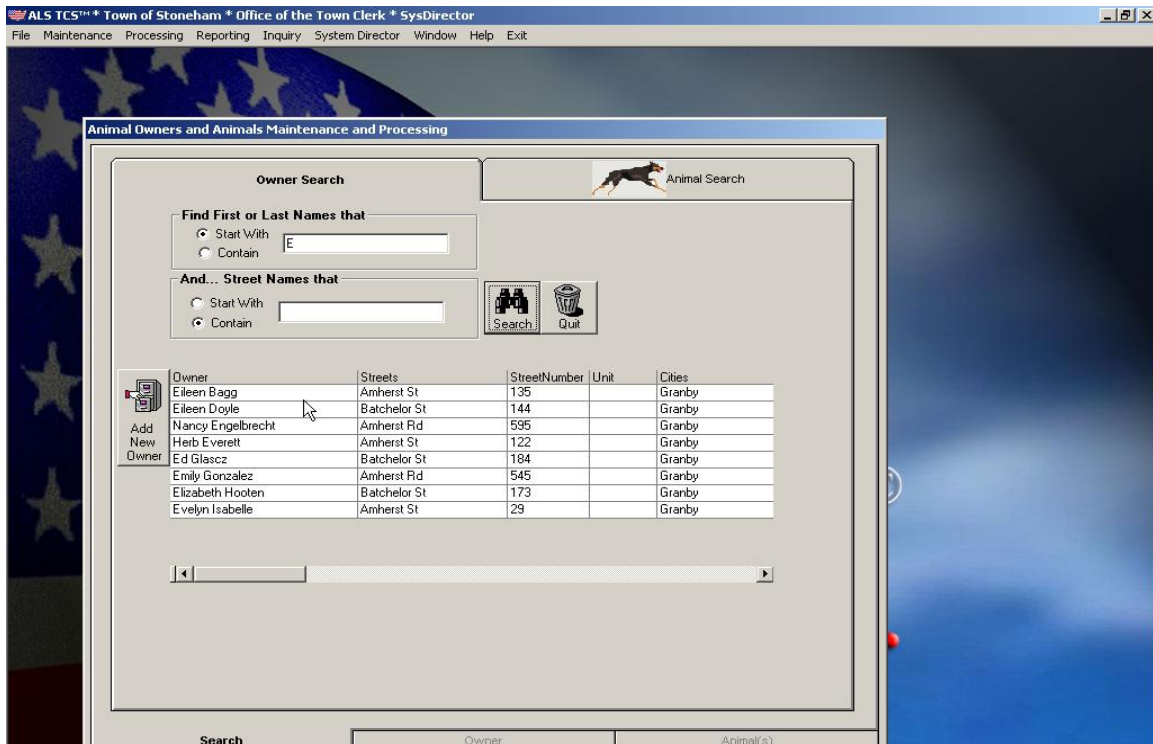 ALS TCS™ * Town of Stoneham * Office of the Town Clerk * SysDirector
File Maintenance Processing Reporting Inquiry System Director Window Help Exit
Animal Owners and Animals Maintenance and Processing
Owner Search
Animal Search
Find First or Last Names that
Start With
E
Contain
And... Street Names that
Start With
Contain
Search
Quit
Add
New
Owner
Owner Streets StreetNumber Unit Cities
Eileen Bagg Amherst St 135 Granby
Eileen Doyle Batchelor St 144 Granby
Nancy Engelbrecht Amherst Rd 595 Granby
Herb Everett Amherst St 122 Granby
Ed Glascz Batchelor St 184 Granby
Emily Gonzalez Amherst Rd 545 Granby
Elizabeth Hooten Batchelor St 173 Granby
Evelyn Isabelle Amherst St 29 Granby
Search
Owner
Animal(s)